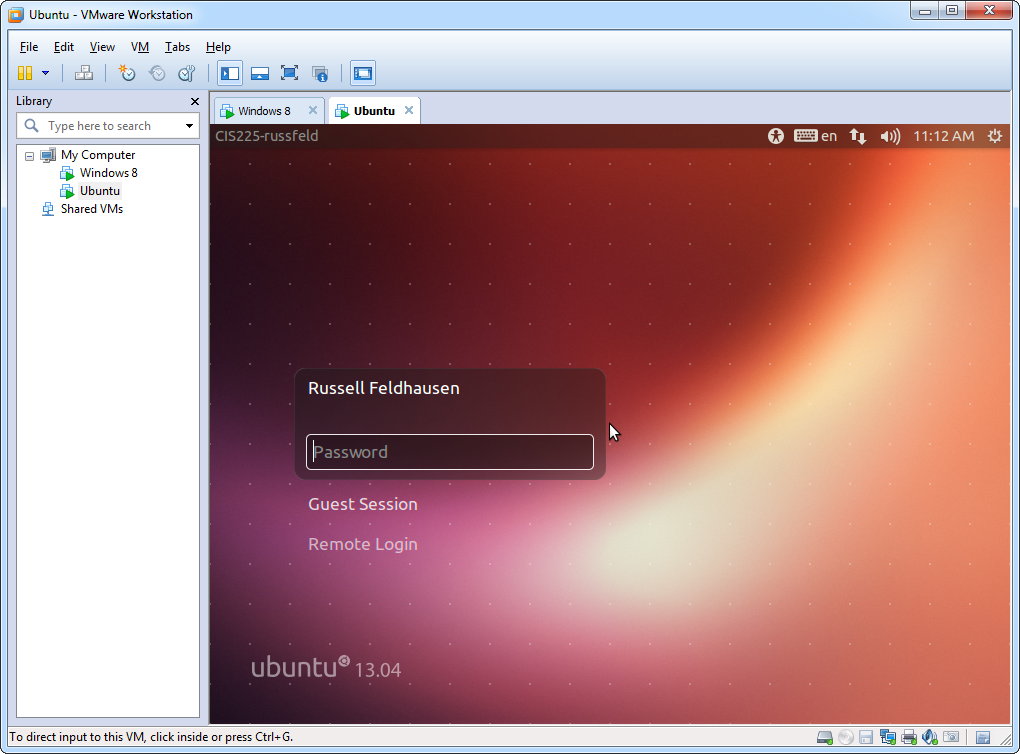 Ubuntu - VMware Workstation
File Edit View VM Tabs Help
Library
Type here to search
My Computer
Windows 8
Ubuntu
Shared VMs
Windows 8
Ubuntu
CIS225-russfeld
en
11:12 AM
Russell Feldhausen
Password
Guest Session
Remote Login
ubuntu 13.04
To direct input to this VM, click inside or press Ctrl+G.